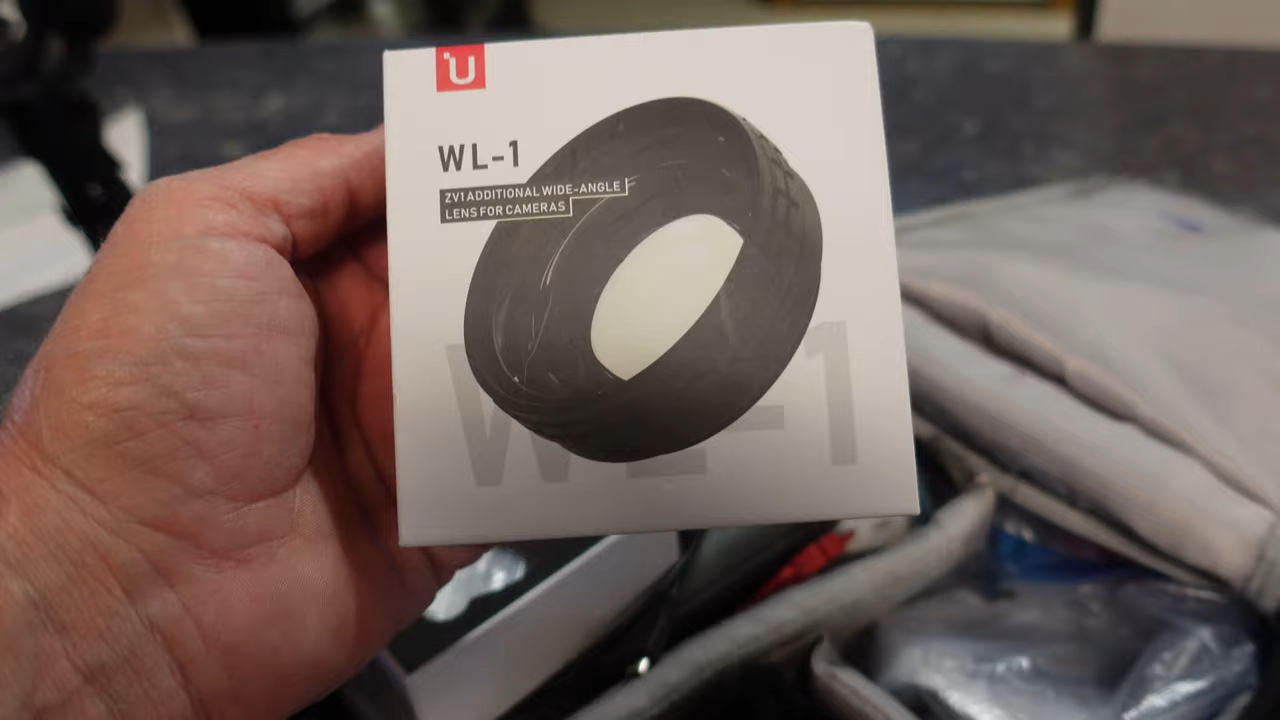 U
WL-1
ZV1 ADDITIONAL WIDE-ANGLE
LENS FOR CAMERAS
WL-1